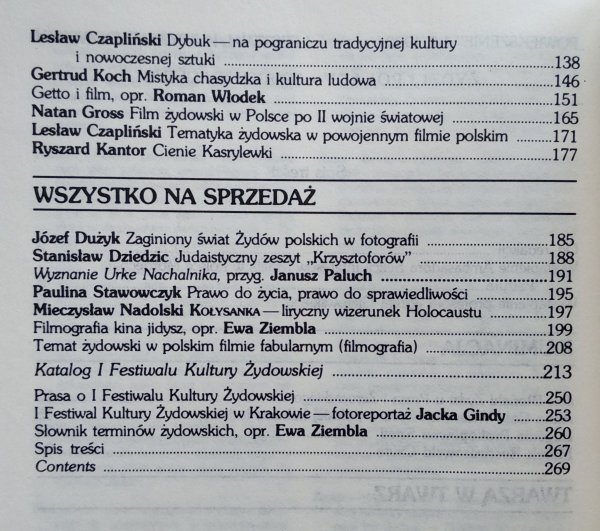 Lesław Czapliński Dybuk — na pograniczu tradycyjnej kultury
i nowoczesnej sztuki ........ 138
Gertrud Koch Mistyka chasydzka i kultura ludowa ........ 146
Getto i film, opr. Roman Włodek ........ 151
Natan Gross Film żydowski w Polsce po II wojnie światowej ........ 165
Lesław Czapliński Tematyka żydowska w powojennym filmie polskim ........ 171
Ryszard Kantor Cienie Kasrylewki ........ 177
WSZYSTKO NA SPRZEDAŻ
Józef Dużyk Zaginiony świat Żydów polskich w fotografii ........ 185
Stanisław Dziedzic Judaistyczny zeszyt „Krzysztoforów” ........ 188
Wyznanie Urke Nachalnika, przyg. Janusz Paluch ........ 191
Paulina Stawowczyk Prawo do życia, prawo do sprawiedliwości ........ 195
Mieczysław Nadolski KOŁYSANKA — liryczny wizerunek Holocaustu ........ 197
Filmografia kina jidysz, opr. Ewa Ziembla ........ 199
Temat żydowski w polskim filmie fabularnym (filmografia) ........ 208
Katalog I Festiwalu Kultury Żydowskiej ........ 213
Prasa o I Festiwalu Kultury Żydowskiej ........ 250
I Festiwal Kultury Żydowskiej w Krakowie — fotoreportaż Jacka Gindy ........ 253
Słownik terminów żydowskich, opr. Ewa Ziembla ........ 260
Spis treści ........ 267
Contents ........ 269